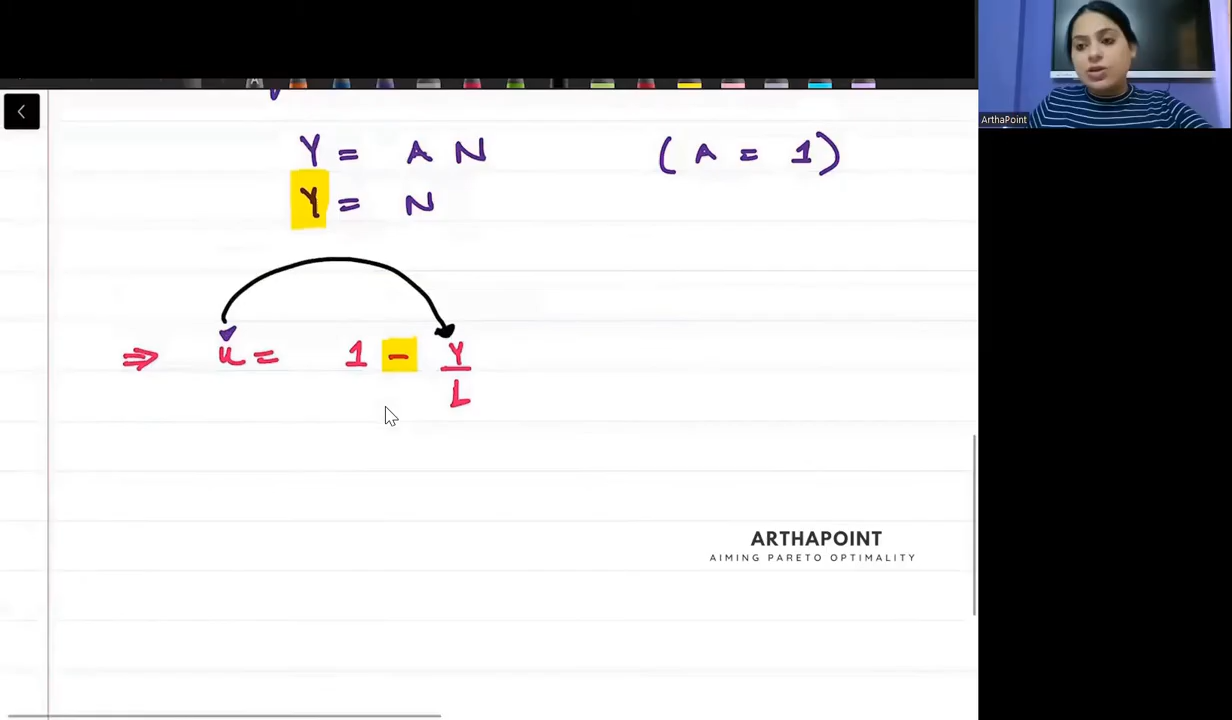 Y = A N (A = 1)
Y = N
⇒ u = 1 - Y/L
ARTHAPOINT
AIMING PARETO OPTIMALITY
ArthaPoint